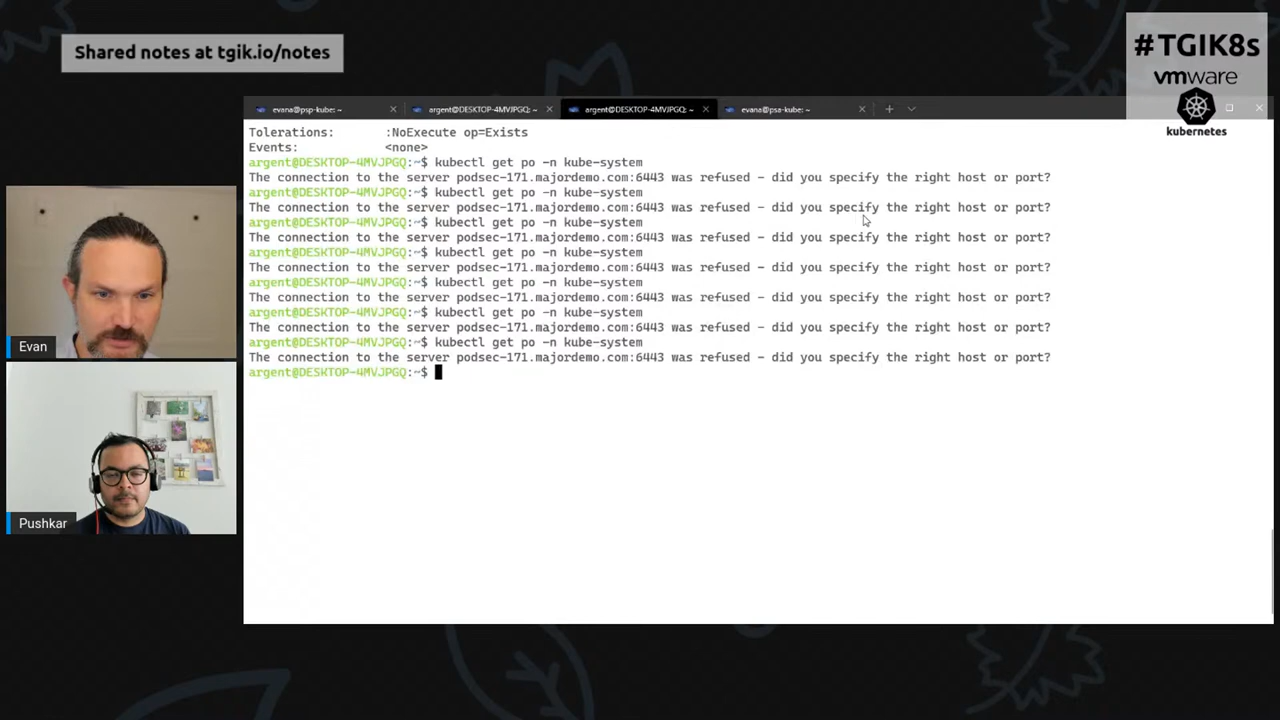 Shared notes at tgik.io/notes
#TGIK8s
vmware
kubernetes
evana@psp-kube: ~
argent@DESKTOP-4MVJPGQ: ~
argent@DESKTOP-4MVJPGQ: ~
evana@psa-kube: ~
Tolerations: :NoExecute op=Exists
Events: <none>
argent@DESKTOP-4MVJPGQ:~$ kubectl get po -n kube-system
The connection to the server podsec-171.majordemo.com:6443 was refused - did you specify the right host or port?
argent@DESKTOP-4MVJPGQ:~$ kubectl get po -n kube-system
The connection to the server podsec-171.majordemo.com:6443 was refused - did you specify the right host or port?
argent@DESKTOP-4MVJPGQ:~$ kubectl get po -n kube-system
The connection to the server podsec-171.majordemo.com:6443 was refused - did you specify the right host or port?
argent@DESKTOP-4MVJPGQ:~$ kubectl get po -n kube-system
The connection to the server podsec-171.majordemo.com:6443 was refused - did you specify the right host or port?
argent@DESKTOP-4MVJPGQ:~$ kubectl get po -n kube-system
The connection to the server podsec-171.majordemo.com:6443 was refused - did you specify the right host or port?
argent@DESKTOP-4MVJPGQ:~$ kubectl get po -n kube-system
The connection to the server podsec-171.majordemo.com:6443 was refused - did you specify the right host or port?
argent@DESKTOP-4MVJPGQ:~$ kubectl get po -n kube-system
The connection to the server podsec-171.majordemo.com:6443 was refused - did you specify the right host or port?
argent@DESKTOP-4MVJPGQ:~$
Evan
Pushkar